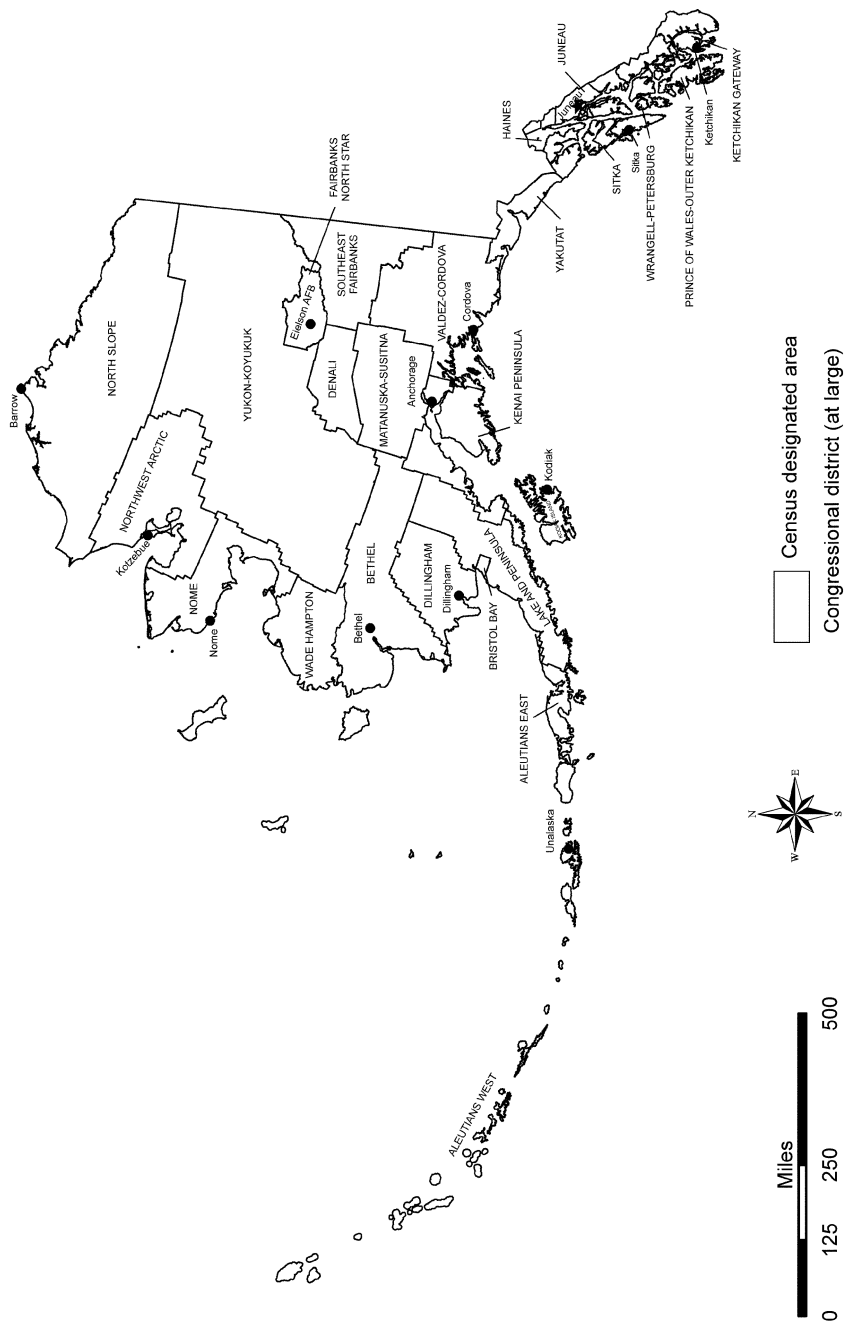 Barrow
NORTH SLOPE
NORTHWEST ARCTIC
Kotzebue
YUKON-KOYUKUK
NOME
Nome
FAIRBANKS
NORTH STAR
Eielson AFB
SOUTHEAST
FAIRBANKS
DENALI
WADE HAMPTON
BETHEL
Bethel
MATANUSKA-SUSITNA
Anchorage
VALDEZ-CORDOVA
Cordova
DILLINGHAM
Dillingham
BRISTOL BAY
LAKE AND PENINSULA
KENAI PENINSULA
Kodiak
ALEUTIANS EAST
Unalaska
ALEUTIANS WEST
YAKUTAT
HAINES
JUNEAU
Juneau
SITKA
Sitka
WRANGELL-PETERSBURG
PRINCE OF WALES-OUTER KETCHIKAN
Ketchikan
KETCHIKAN GATEWAY
Miles
0 125 250 500
N
W
E
S
Census designated area
Congressional district (at large)